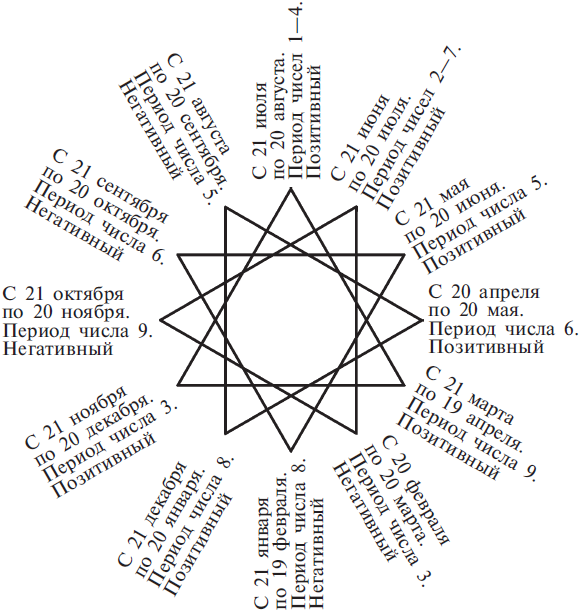 С 21 июля
по 20 августа.
Период чисел 1—4.
Позитивный
С 21 июня
по 20 июля.
Период чисел 2—7.
Позитивный
С 21 мая
по 20 июня.
Период числа 5.
Позитивный
С 20 апреля
по 20 мая.
Период числа 6.
Позитивный
С 21 марта
по 19 апреля.
Период числа 9.
Позитивный
С 20 февраля
по 20 марта.
Период числа 3.
Негативный
С 21 января
по 19 февраля.
Период числа 8.
Негативный
С 21 декабря
по 20 января.
Период числа 8.
Позитивный
С 21 ноября
по 20 декабря.
Период числа 3.
Позитивный
С 21 октября
по 20 ноября.
Период числа 9.
Негативный
С 21 сентября
по 20 октября.
Период числа 6.
Негативный
С 21 августа
по 20 сентября.
Период числа 5.
Негативный